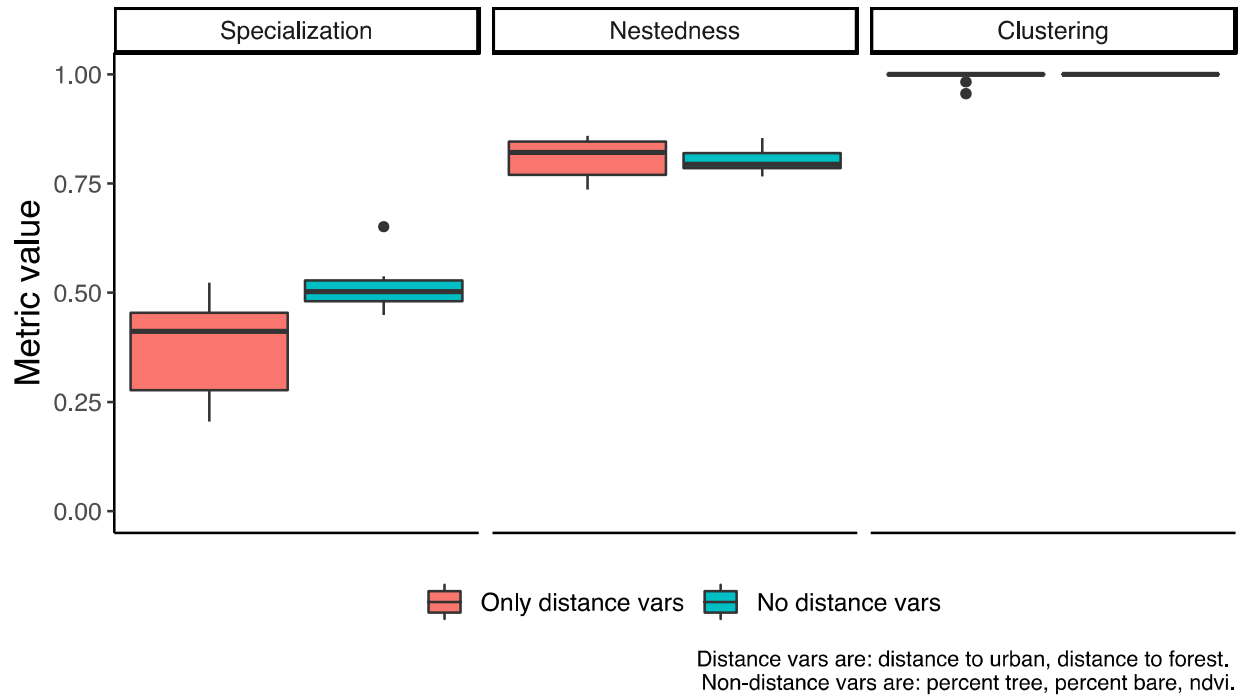 Specialization
Nestedness
Clustering
Metric value
1.00
0.75
0.50
0.25
0.00
Only distance vars
No distance vars
Distance vars are: distance to urban, distance to forest.
Non-distance vars are: percent tree, percent bare, ndvi.